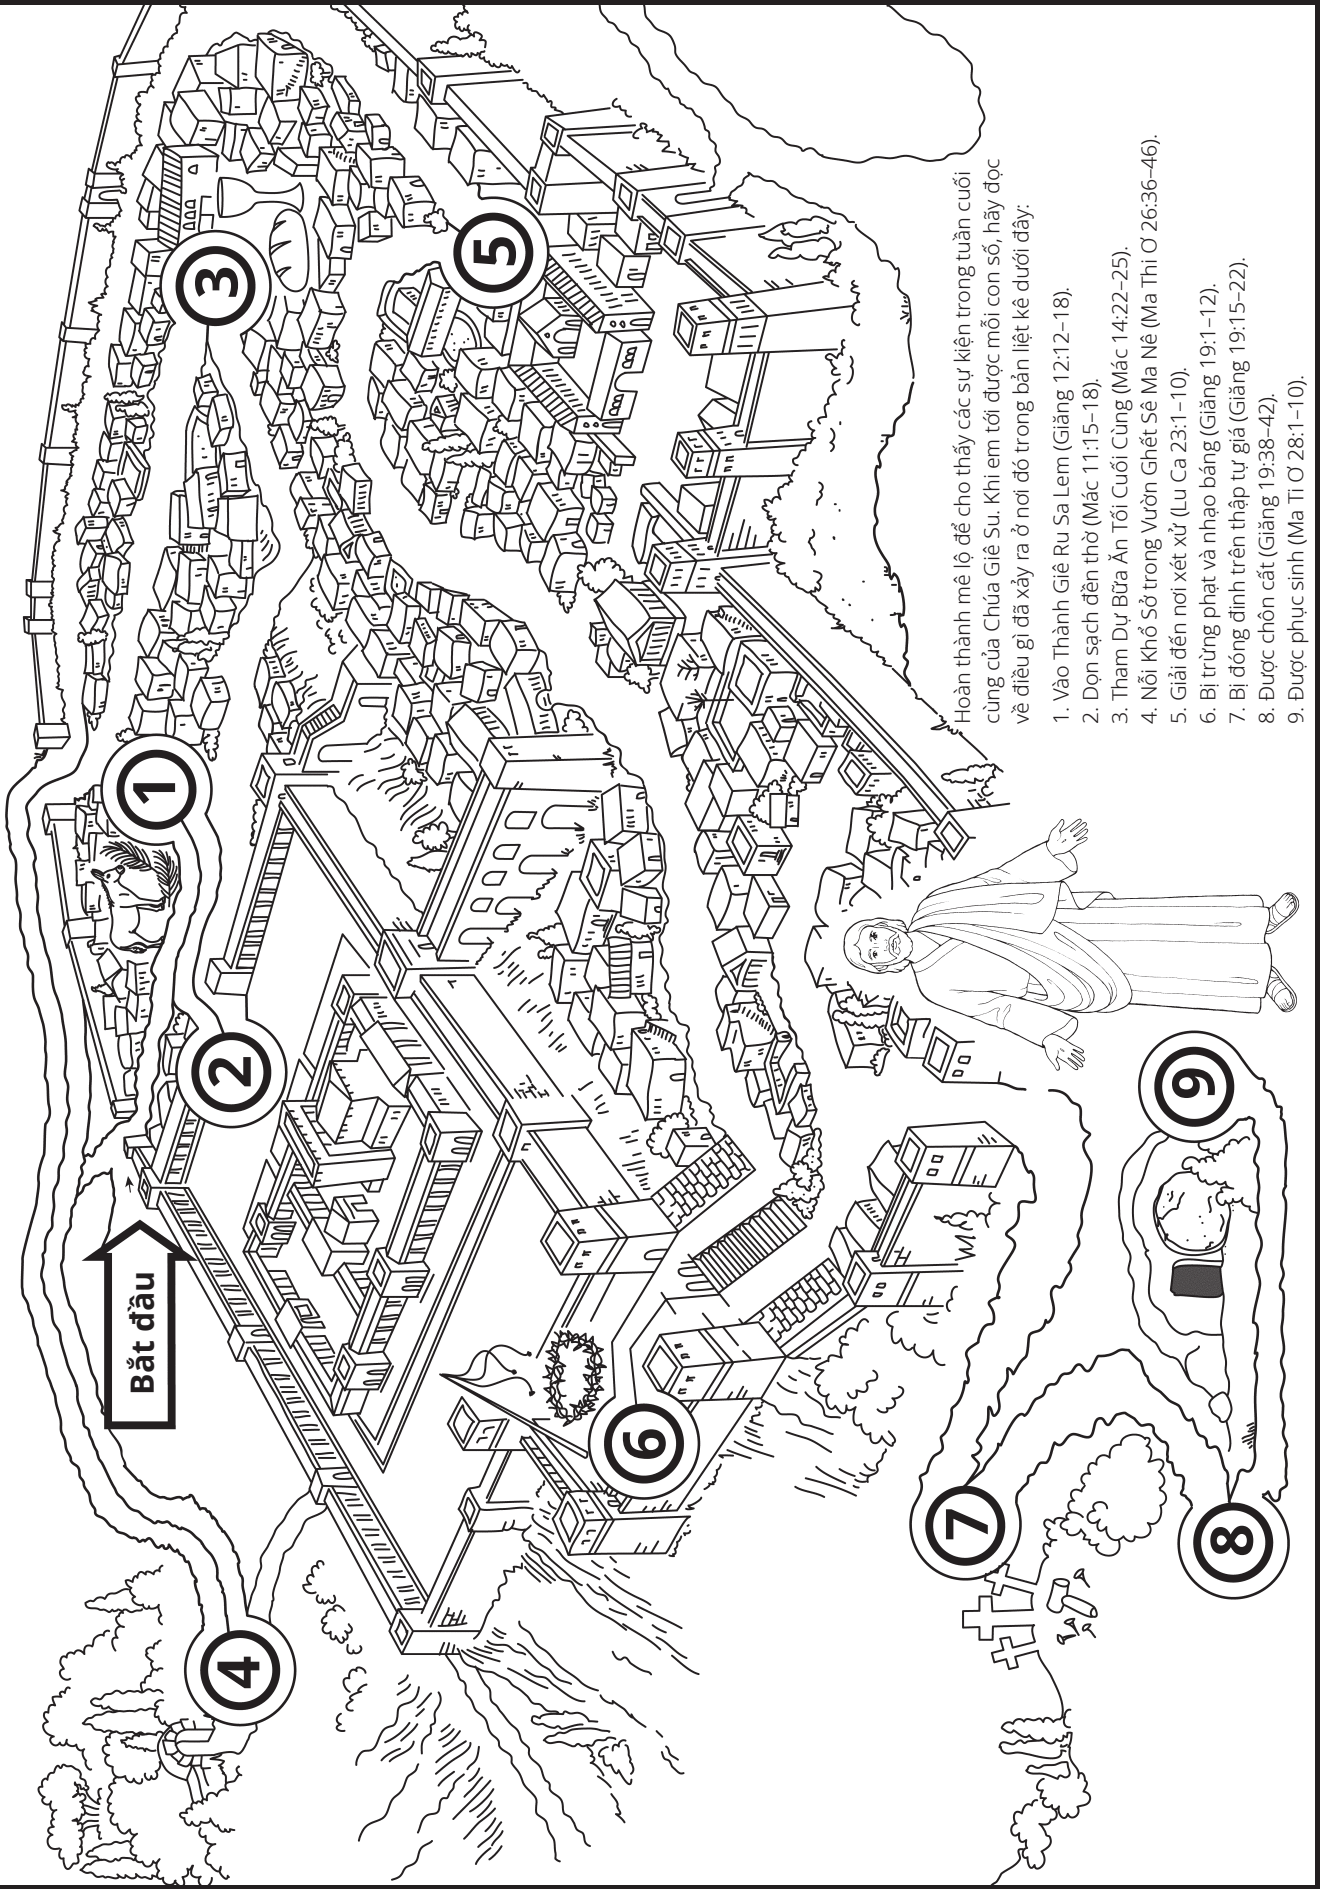 Bắt đầu
1
2
3
4
5
6
7
8
9
Hoàn thành mê lộ để cho thấy các sự kiện trong tuần cuối
cùng của Chúa Giê Su. Khi em tới được mỗi con số, hãy đọc
về điều gì đã xảy ra ở nơi đó trong bản liệt kê dưới đây:
1. Vào Thành Giê Ru Sa Lem (Giăng 12:12–18).
2. Dọn sạch đền thờ (Mác 11:15–18).
3. Tham Dự Bữa Ăn Tối Cuối Cùng (Mác 14:22–25).
4. Nỗi Khổ Sở trong Vườn Ghết Sê Ma Nê (Ma Thi Ơ 26:36–46).
5. Giải đến nơi xét xử (Lu Ca 23:1–10).
6. Bị trừng phạt và nhạo báng (Giăng 19:1–12).
7. Bị đóng đinh trên thập tự giá (Giăng 19:15–22).
8. Được chôn cất (Giăng 19:38–42).
9. Được phục sinh (Ma Ti Ơ 28:1–10).